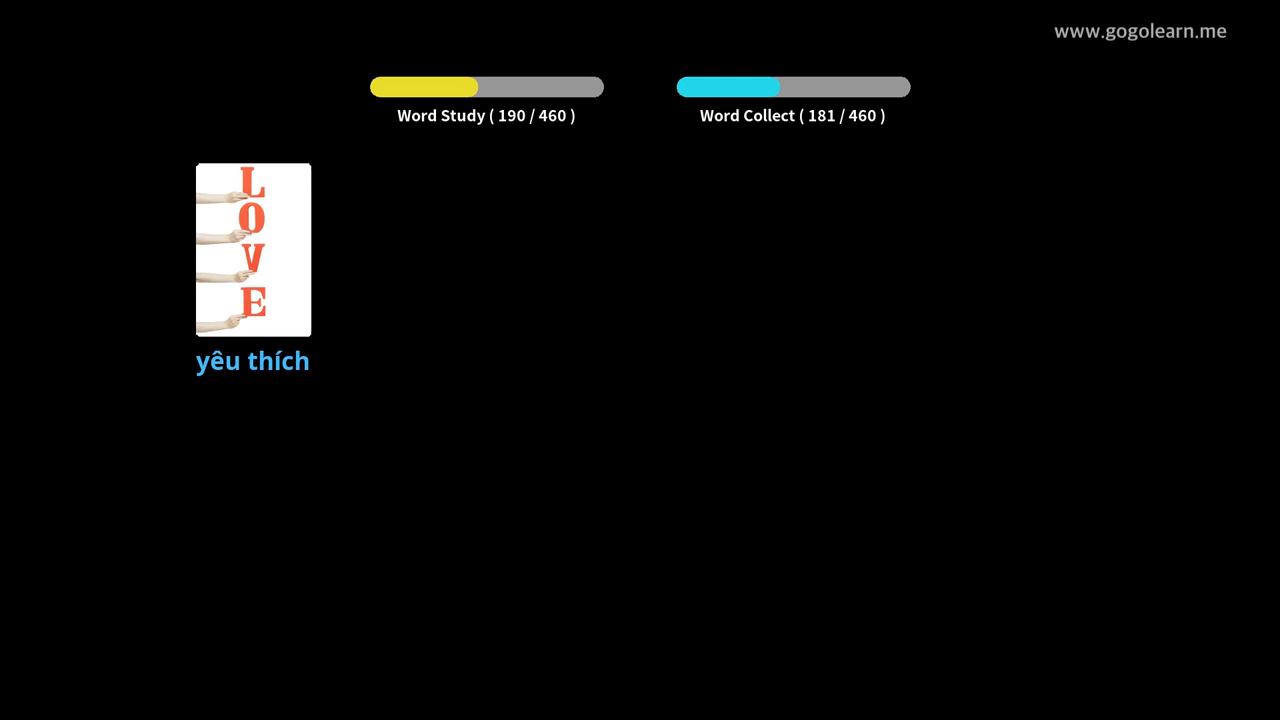 www.gogolearn.me
Word Study ( 190 / 460 )
Word Collect ( 181 / 460 )
L
O
V
E
yêu thích